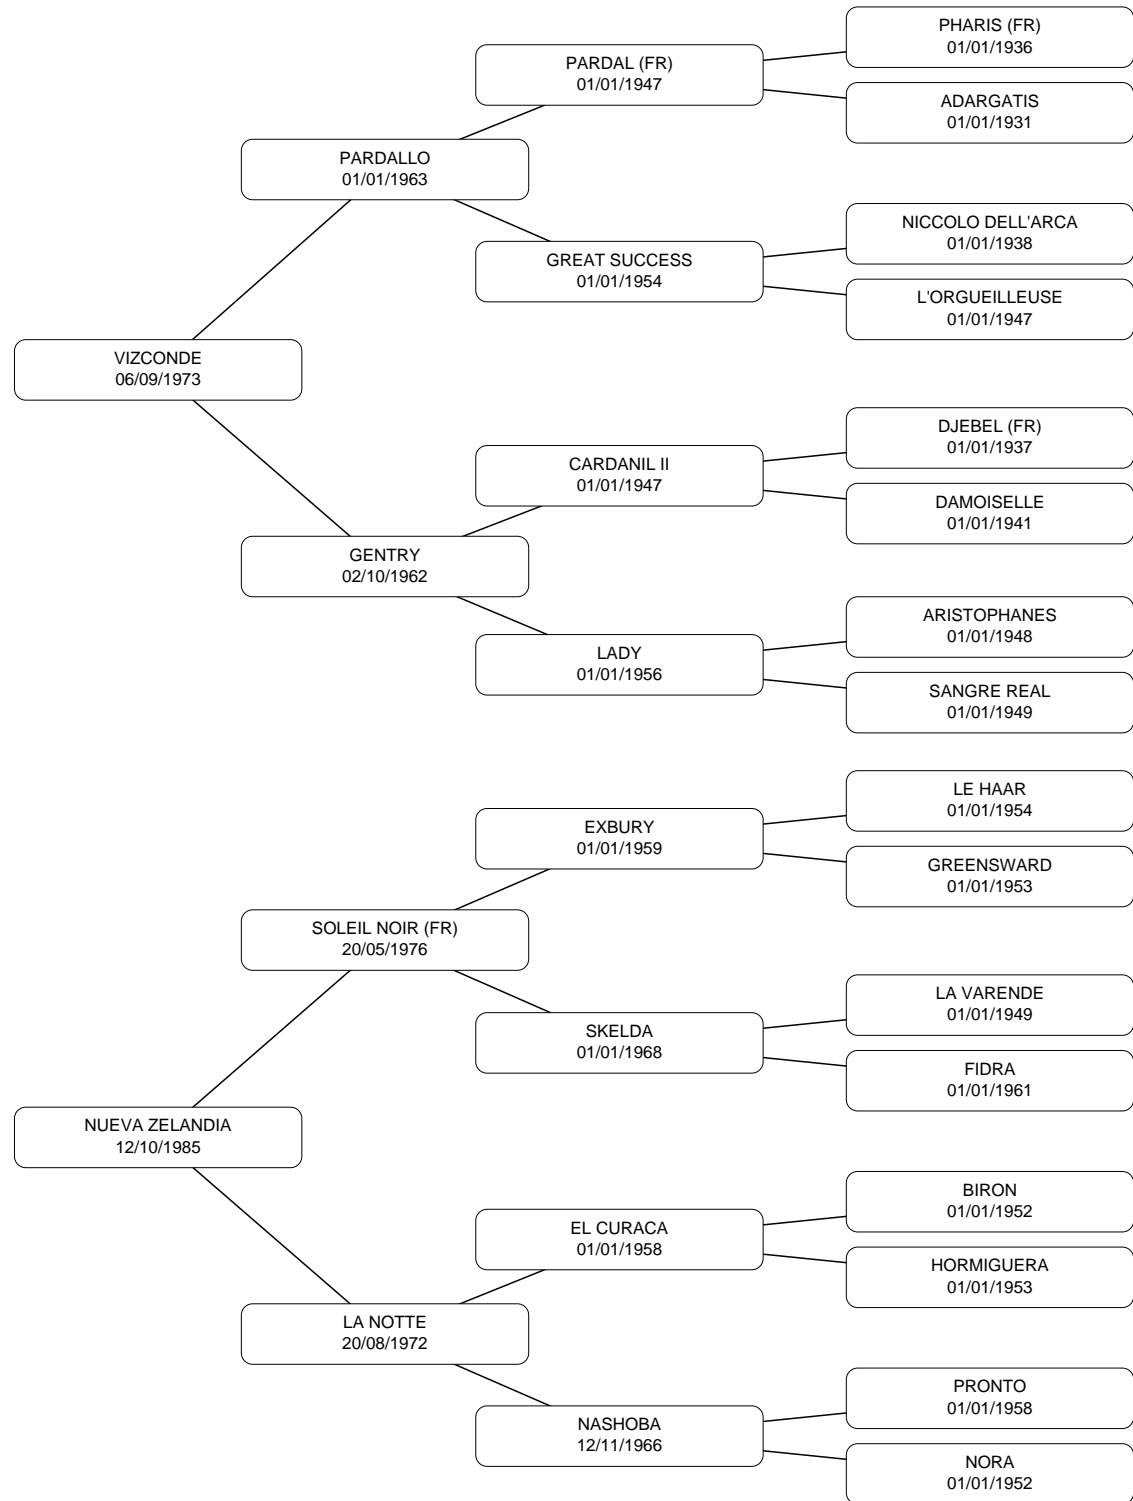 PHARIS (FR)
01/01/1936
PARDAL (FR)
01/01/1947
ADARGATIS
01/01/1931
PARDALLO
01/01/1963
NICCOLO DELL'ARCA
01/01/1938
GREAT SUCCESS
01/01/1954
L'ORGUEILLEUSE
01/01/1947
VIZCONDE
06/09/1973
DJEBEL (FR)
01/01/1937
CARDANIL II
01/01/1947
DAMOISELLE
01/01/1941
GENTRY
02/10/1962
ARISTOPHANES
01/01/1948
LADY
01/01/1956
SANGRE REAL
01/01/1949
LE HAAR
01/01/1954
EXBURY
01/01/1959
GREENSWARD
01/01/1953
SOLEIL NOIR (FR)
20/05/1976
LA VARENDE
01/01/1949
SKELDA
01/01/1968
FIDRA
01/01/1961
NUEVA ZELANDIA
12/10/1985
BIRON
01/01/1952
EL CURACA
01/01/1958
HORMIGUERA
01/01/1953
LA NOTTE
20/08/1972
PRONTO
01/01/1958
NASHOBA
12/11/1966
NORA
01/01/1952